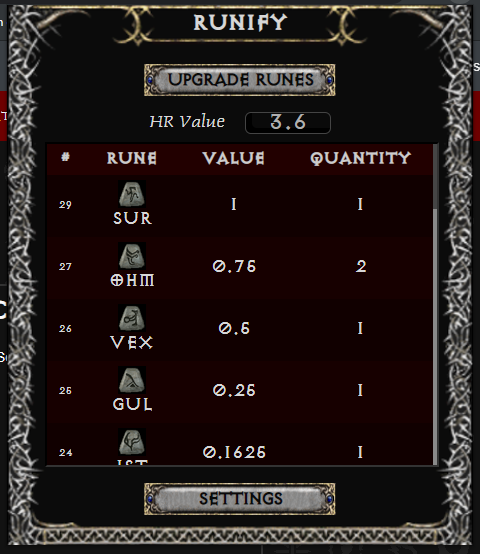 RUNIFY
UPGRADE RUNES
HR Value 3.6
# RUNE VALUE QUANTITY
29 SUR 1 1
27 OHM 0.75 2
26 VEX 0.5 1
25 GUL 0.25 1
24 IST 0.1625 1
SETTINGS